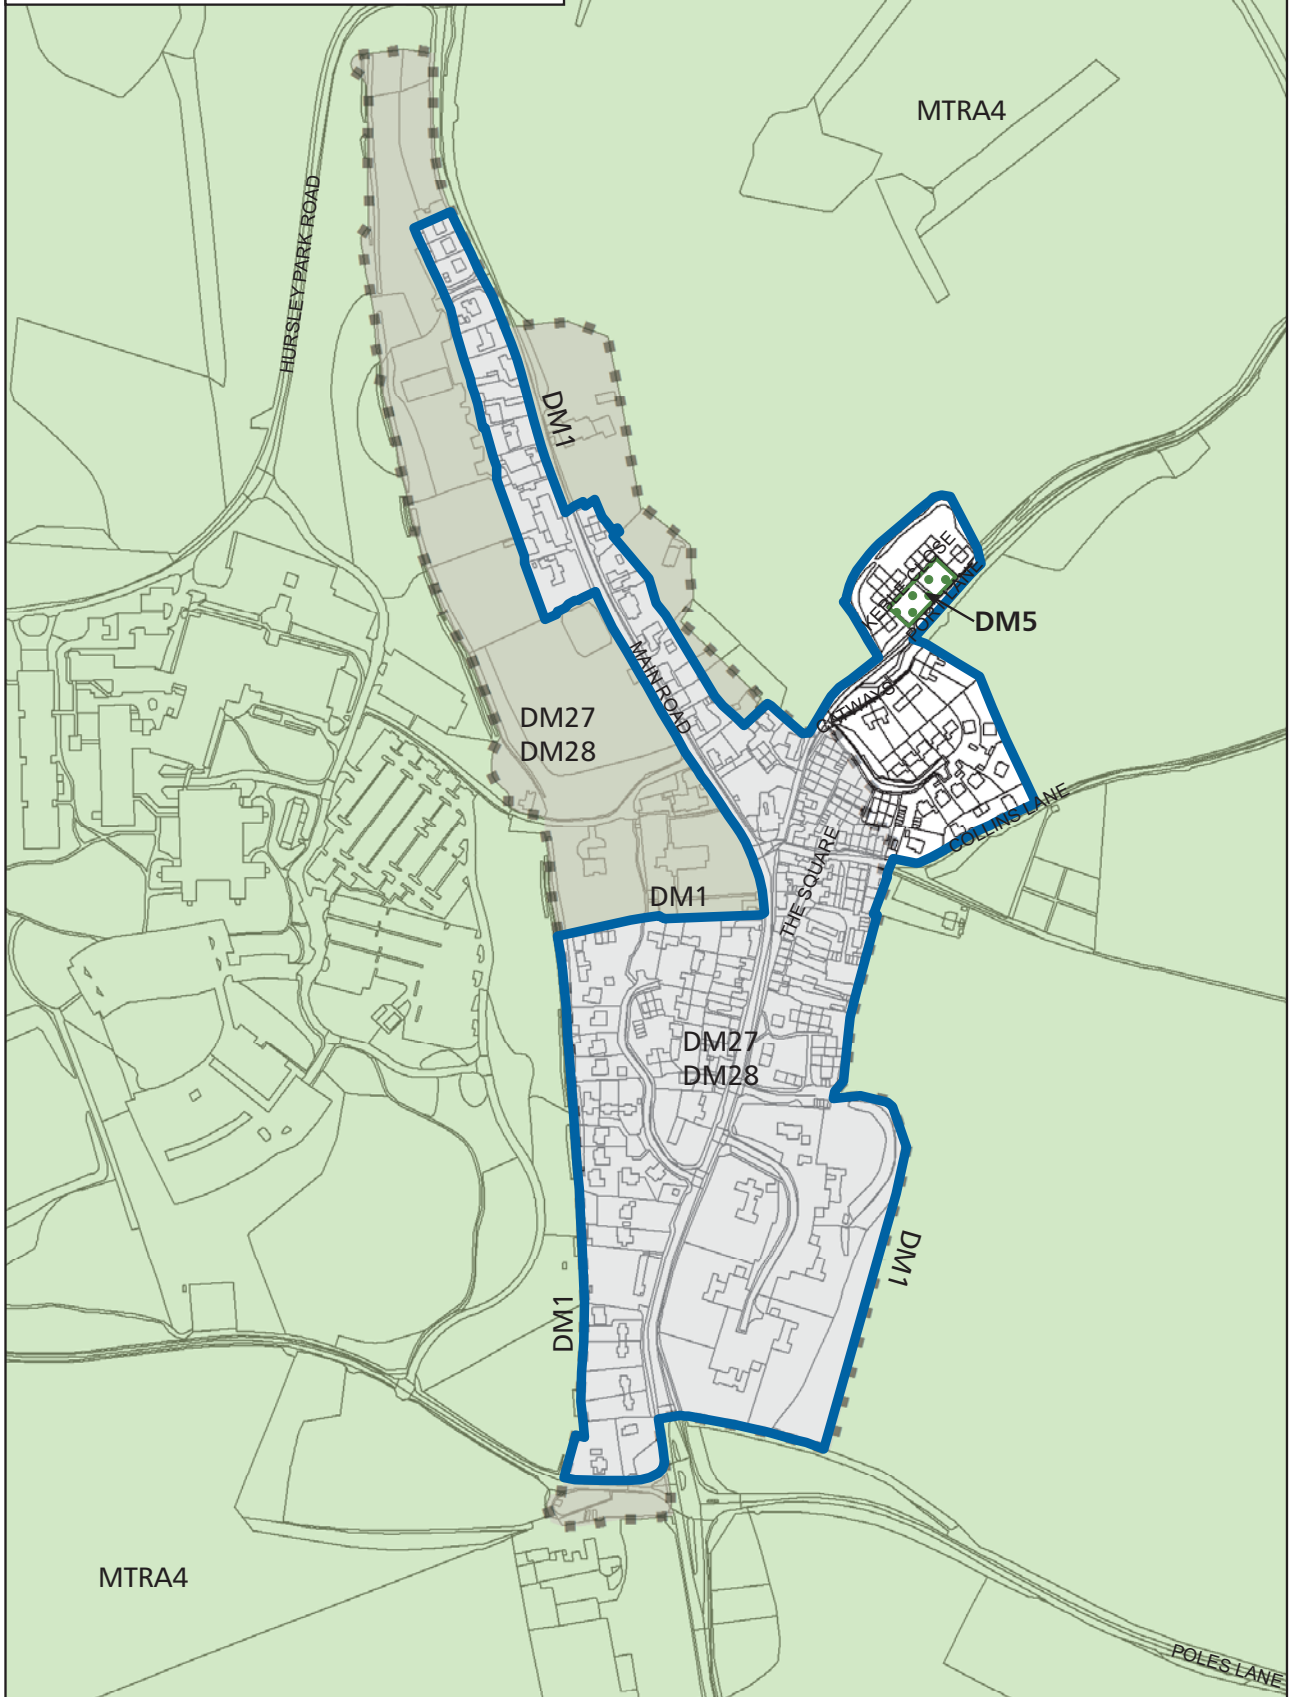 MTRA4
HURSLEY PARK ROAD
DM1
KEBLE CLOSE
PORT LANE
DM5
MAIN ROAD
CATWAYS
DM27
DM28
COLLINS LANE
THE SQUARE
DM1
DM27
DM28
DM1
DM1
MTRA4
POLES LANE